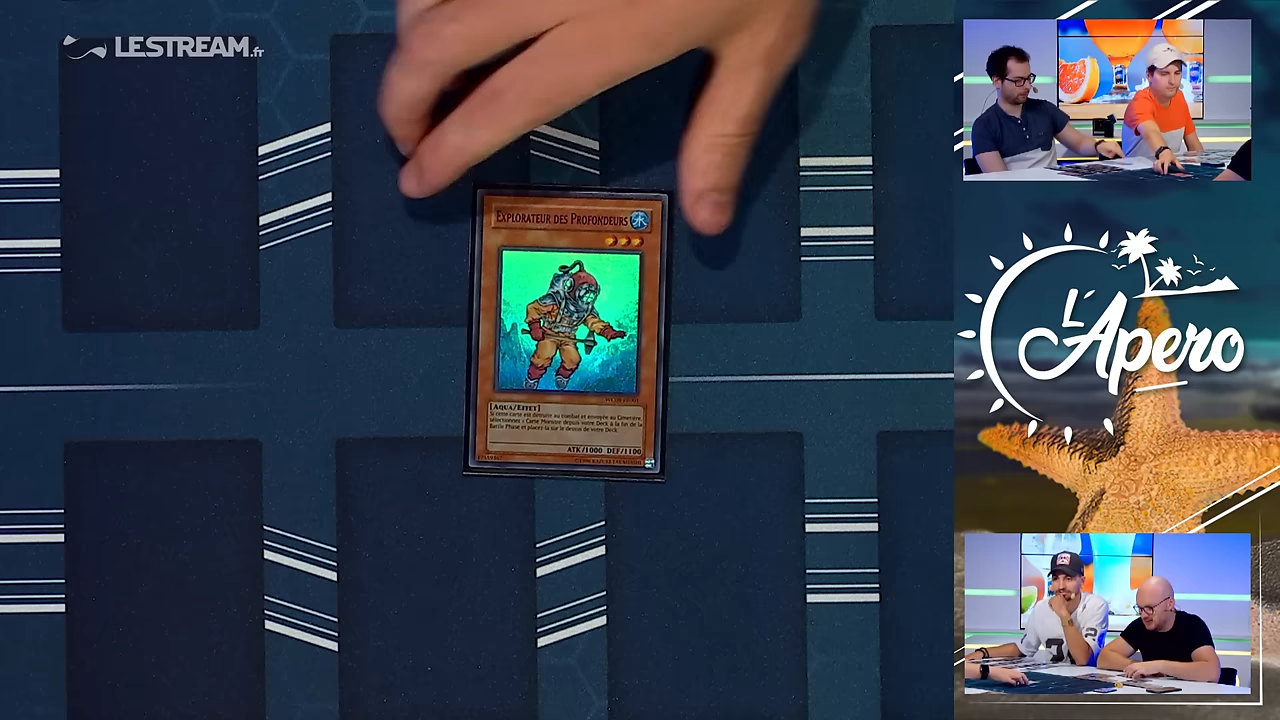 LESTREAM.fr
EXPLORATEUR DES PROFONDEURS
[AQUA/EFFET]
Si cette carte est détruite au combat et envoyée au Cimetière,
sélectionnez 1 Carte Monstre depuis votre Deck à la fin de la
Battle Phase et placez-la sur le dessus de votre Deck.
ATK/1000 DEF/1100
L'Apero